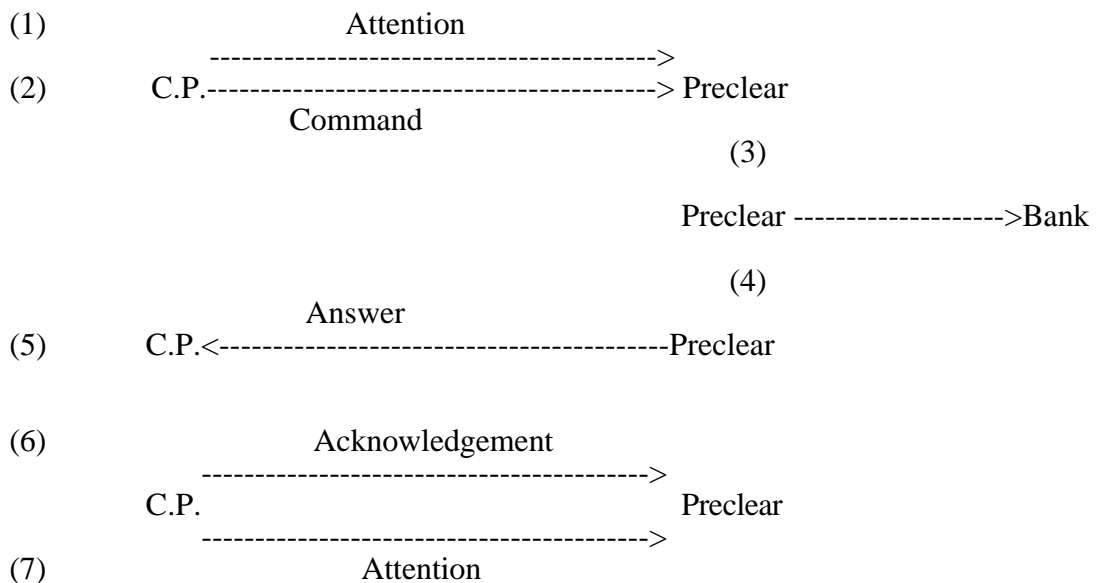 (1) Attention
-------------------------------------------->
(2) C.P.-------------------------------------------> Preclear
Command
(3)
Preclear -------------------->Bank
(4)
Answer
(5) C.P.<-------------------------------------------Preclear
(6) Acknowledgement
------------------------------------------->
C.P. Preclear
------------------------------------------->
(7) Attention